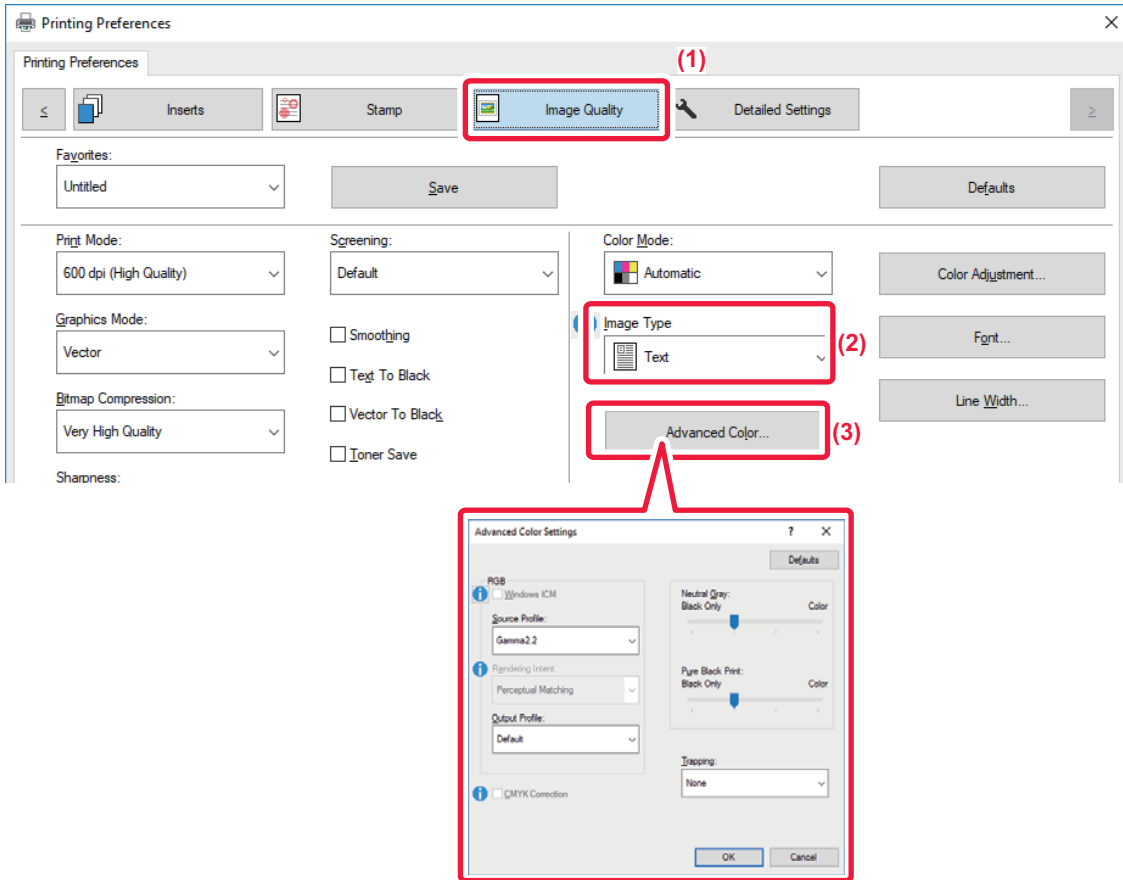 Printing Preferences
Printing Preferences
(1)
< Inserts Stamp Image Quality Detailed Settings >
Favorites:
Untitled Save Defaults
Print Mode: Screening: Color Mode:
600 dpi (High Quality) Default Automatic Color Adjustment...
Graphics Mode: Smoothing Image Type Font...
Vector Text (2)
Text To Black
Bitmap Compression: Vector To Black Line Width...
Very High Quality Advanced Color... (3)
Toner Save
Sharpness:
Advanced Color Settings ?
Defaults
RGB
Windows ICM
Source Profile:
Gamma2.2
Rendering Intent:
Perceptual Matching
Output Profile:
Default
CMYK Correction
Neutral Gray:
Black Only Color
Pure Black Print:
Black Only Color
Trapping:
None
OK Cancel